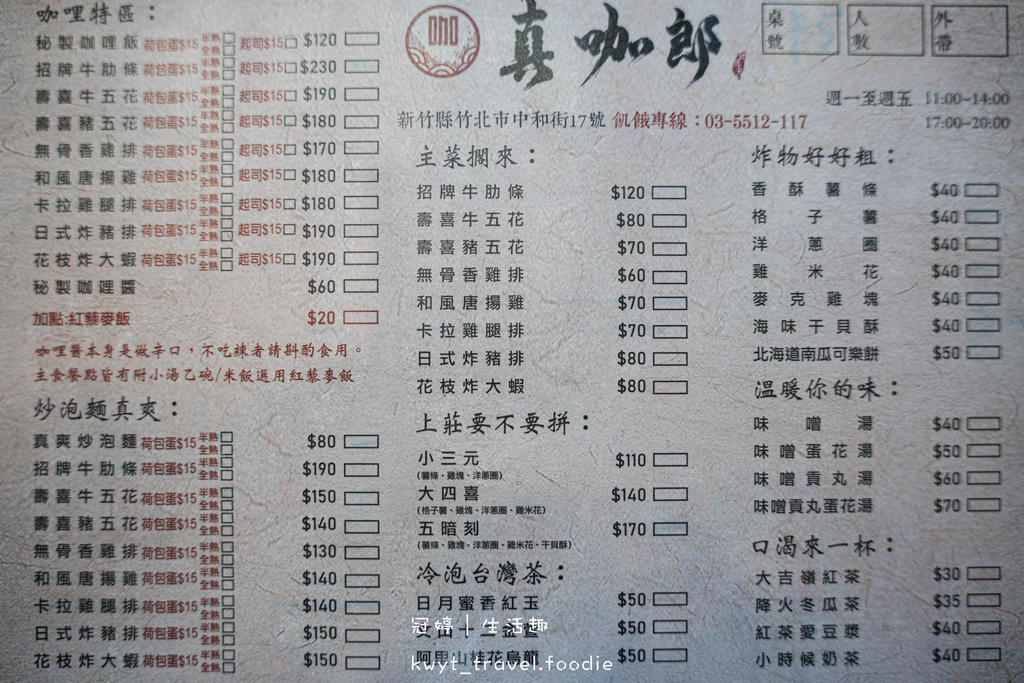 咖哩特區：
秘製咖哩飯 荷包蛋$15 半熟□ 全熟□ 起司$15□ $120
招牌牛肋條 荷包蛋$15 半熟□ 全熟□ 起司$15□ $230
壽喜牛五花 荷包蛋$15 半熟□ 全熟□ 起司$15□ $190
壽喜豬五花 荷包蛋$15 半熟□ 全熟□ 起司$15□ $180
無骨香雞排 荷包蛋$15 半熟□ 全熟□ 起司$15□ $170
和風唐揚雞 荷包蛋$15 半熟□ 全熟□ 起司$15□ $180
卡拉雞腿排 荷包蛋$15 半熟□ 全熟□ 起司$15□ $180
日式炸豬排 荷包蛋$15 半熟□ 全熟□ 起司$15□ $190
花枝炸大蝦 荷包蛋$15 半熟□ 全熟□ 起司$15□ $190
秘製咖哩醬 $60
加點:紅藜麥飯 $20
咖哩醬本身是做辛口，不吃辣者請斟酌食用。
主食餐點皆有附小湯乙碗/米飯選用紅藜麥飯
炒泡麵真爽：
真爽炒泡麵 荷包蛋$15 半熟□ 全熟□ $80
招牌牛肋條 荷包蛋$15 半熟□ 全熟□ $190
壽喜牛五花 荷包蛋$15 半熟□ 全熟□ $150
壽喜豬五花 荷包蛋$15 半熟□ 全熟□ $140
無骨香雞排 荷包蛋$15 半熟□ 全熟□ $130
和風唐揚雞 荷包蛋$15 半熟□ 全熟□ $140
卡拉雞腿排 荷包蛋$15 半熟□ 全熟□ $140
日式炸豬排 荷包蛋$15 半熟□ 全熟□ $150
花枝炸大蝦 荷包蛋$15 半熟□ 全熟□ $150
咖
真咖郎
桌號
人數
外帶
週一至週五 11:00~14:00
17:00~20:00
新竹縣竹北市中和街17號 飢餓專線：03-5512-117
主菜擱來：
招牌牛肋條 $120
壽喜牛五花 $80
壽喜豬五花 $70
無骨香雞排 $60
和風唐揚雞 $70
卡拉雞腿排 $70
日式炸豬排 $80
花枝炸大蝦 $80
上莊要不要拼：
小三元 $110
(薯條、雞塊、洋蔥圈)
大四喜 $140
(格子薯、雞塊、洋蔥圈、雞米花)
五暗刻 $170
(薯條、雞塊、洋蔥圈、雞米花、干貝酥)
冷泡台灣茶：
日月蜜香紅玉 $50
$50
阿里山桂花烏龍 $50
炸物好好粗：
香酥薯條 $40
格子薯 $40
洋蔥圈 $40
雞米花 $40
麥克雞塊 $40
海味干貝酥 $40
北海道南瓜可樂餅 $50
溫暖你的味：
味噌湯 $40
味噌蛋花湯 $50
味噌貢丸湯 $60
味噌貢丸蛋花湯 $70
口渴來一杯：
大吉嶺紅茶 $30
降火冬瓜茶 $35
紅茶愛豆漿 $40
小時候奶茶 $40
冠婷｜生活趣
kwyt_travel.foodie